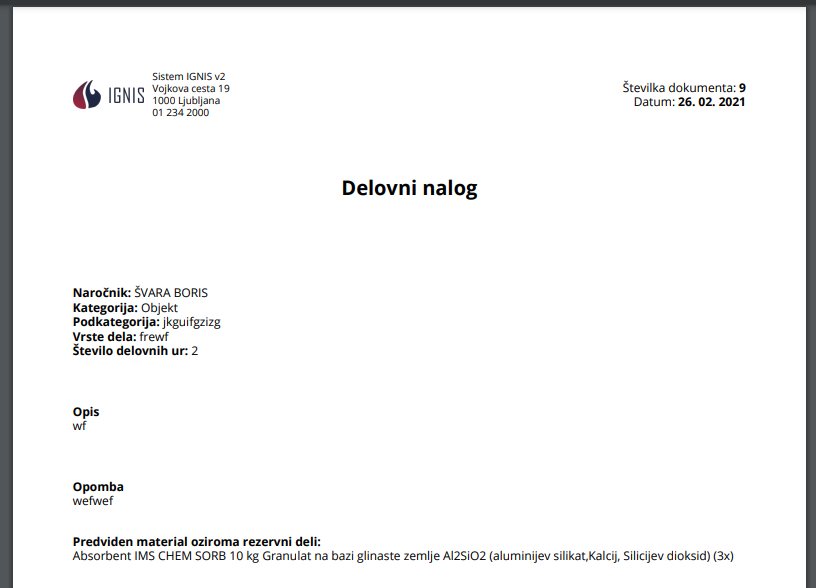 IGNIS
Sistem IGNIS v2
Vojkova cesta 19
1000 Ljubljana
01 234 2000
Številka dokumenta: 9
Datum: 26. 02. 2021
Delovni nalog
Naročnik: ŠVARA BORIS
Kategorija: Objekt
Podkategorija: jkguifgzizg
Vrste dela: frewf
Število delovnih ur: 2
Opis
wf
Opomba
wefwef
Predviden material oziroma rezervni deli:
Absorbent IMS CHEM SORB 10 kg Granulat na bazi glinaste zemlje Al2SiO2 (aluminijev silikat,Kalcij, Silicijev dioksid) (3x)